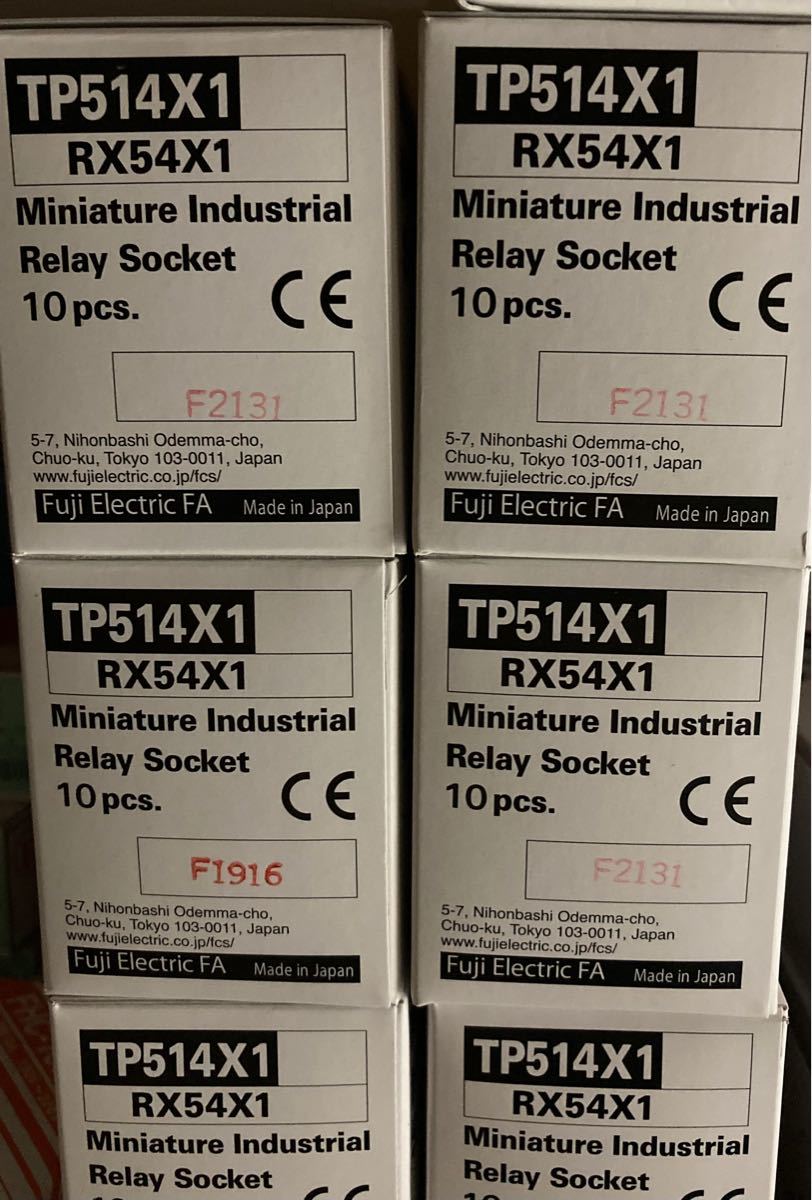 TP514X1
RX54X1
Miniature Industrial
Relay Socket
10 pcs.
CE
F2131
5-7, Nihonbashi Odemma-cho,
Chuo-ku, Tokyo 103-0011, Japan
www.fujielectric.co.jp/fcs/
Fuji Electric FA Made in Japan
TP514X1
RX54X1
Miniature Industrial
Relay Socket
10 pcs.
CE
F2131
5-7, Nihonbashi Odemma-cho,
Chuo-ku, Tokyo 103-0011, Japan
www.fujielectric.co.jp/fcs/
Fuji Electric FA Made in Japan
TP514X1
RX54X1
Miniature Industrial
Relay Socket
10 pcs.
CE
F1916
5-7, Nihonbashi Odemma-cho,
Chuo-ku, Tokyo 103-0011, Japan
www.fujielectric.co.jp/fcs/
Fuji Electric FA Made in Japan
TP514X1
RX54X1
Miniature Industrial
Relay Socket
10 pcs.
CE
F2131
5-7, Nihonbashi Odemma-cho,
Chuo-ku, Tokyo 103-0011, Japan
www.fujielectric.co.jp/fcs/
Fuji Electric FA Made in Japan
TP514X1
RX54X1
Miniature Industrial
Relay Socket
TP514X1
RX54X1
Miniature Industrial
Relay Socket